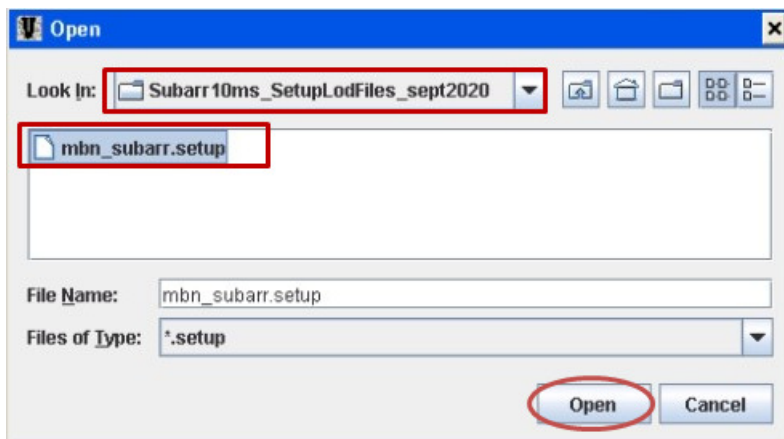 Open
Look In: Subarr10ms_SetupLodFiles_sept2020
mbn_subarr.setup
File Name: mbn_subarr.setup
Files of Type: *.setup
Open Cancel